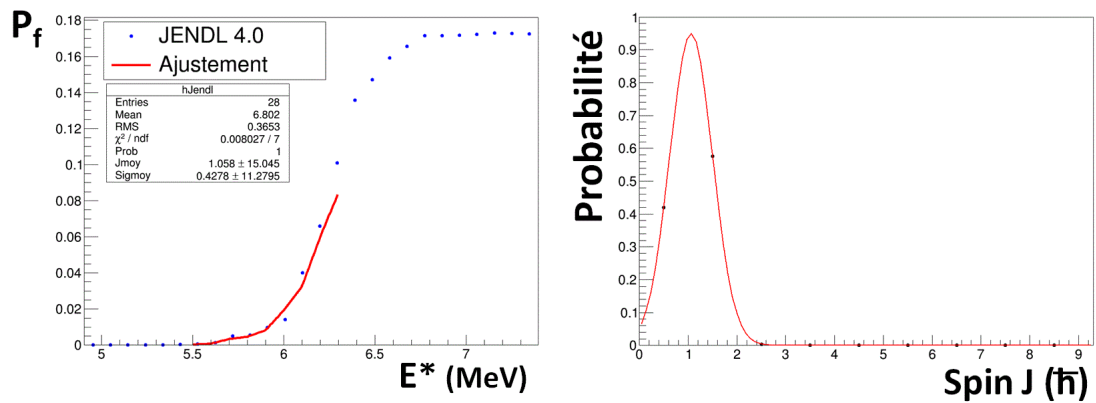 P_f
0.18
0.16
0.14
0.12
0.1
0.08
0.06
0.04
0.02
0
JENDL 4.0
Ajustement
hJendl
Entries 28
Mean 6.802
RMS 0.3653
χ² / ndf 0.008027 / 7
Prob 1
Jmoy 1.058 ± 15.045
Sigmoy 0.4278 ± 11.2795
5 5.5 6 6.5 7
E* (MeV)
Probabilité
1
0.9
0.8
0.7
0.6
0.5
0.4
0.3
0.2
0.1
0
0 1 2 3 4 5 6 7 8 9
Spin J (ħ)